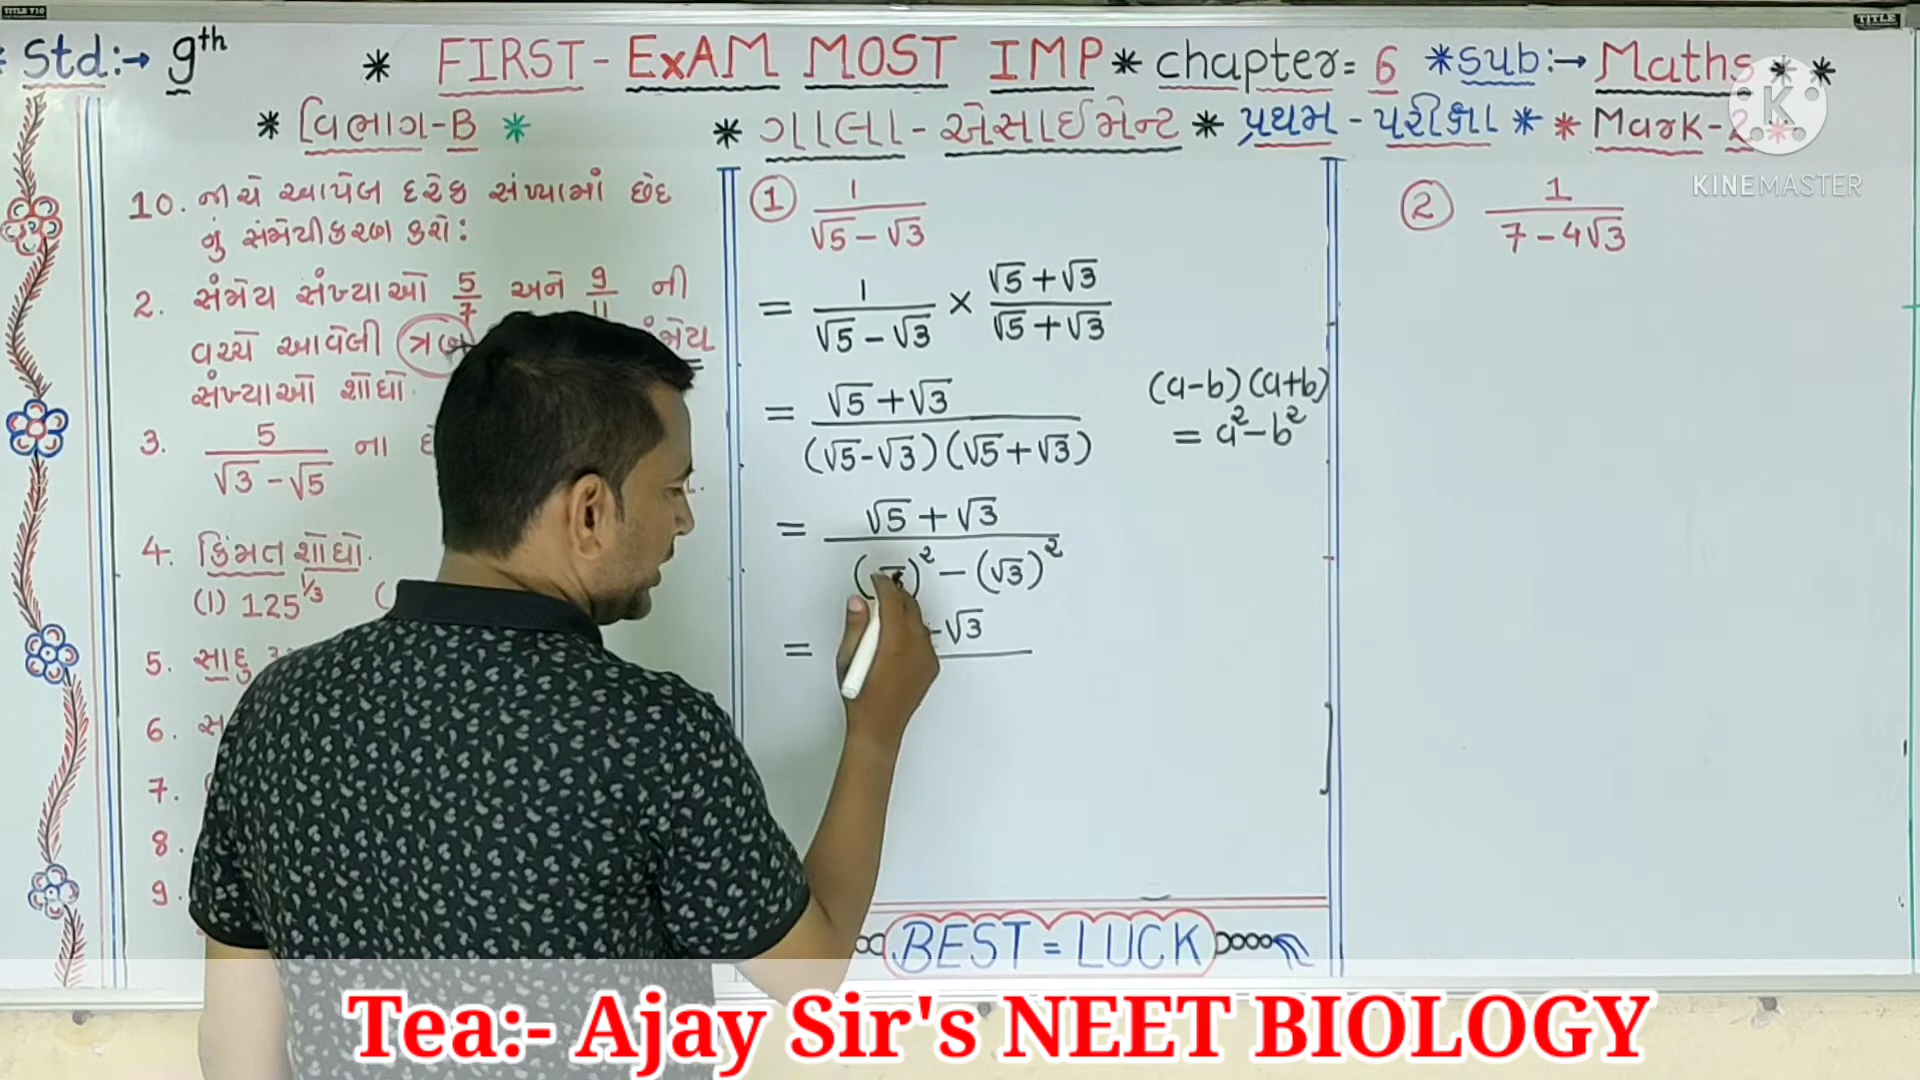 Std:→ 9th * FIRST - ExAM MOST IMP * chapter = 6 * Sub:→ Maths * *
* વિભાગ-B * * ગાલા - એસાઈમેન્ટ * પ્રથમ - પરીક્ષા * * Mark-2 *
KINEMASTER
10. નીચે આપેલ દરેક સંખ્યામાં છેદ
નું સંમેયીકરણ કરો:
2. સંમેય સંખ્યાઓ 5/7 અને 9/11 ની
વચ્ચે આવેલી
સંખ્યાઓ શોધો.
3. 5/(√3 - √5) ના
4. કિંમત શોધો.
(1) 125^1/3 (
5. સાદુ
6.
7.
8.
9.
① 1/(√5 - √3)
= 1/(√5 - √3) × (√5 + √3)/(√5 + √3)
= (√5 + √3)/((√5 - √3)(√5 + √3))
(a-b)(a+b)
= a² - b²
= (√5 + √3)/((√5)² - (√3)²)
= √3
② 1/(7 - 4√3)
BEST = LUCK
Tea:- Ajay Sir's NEET BIOLOGY
TITLE